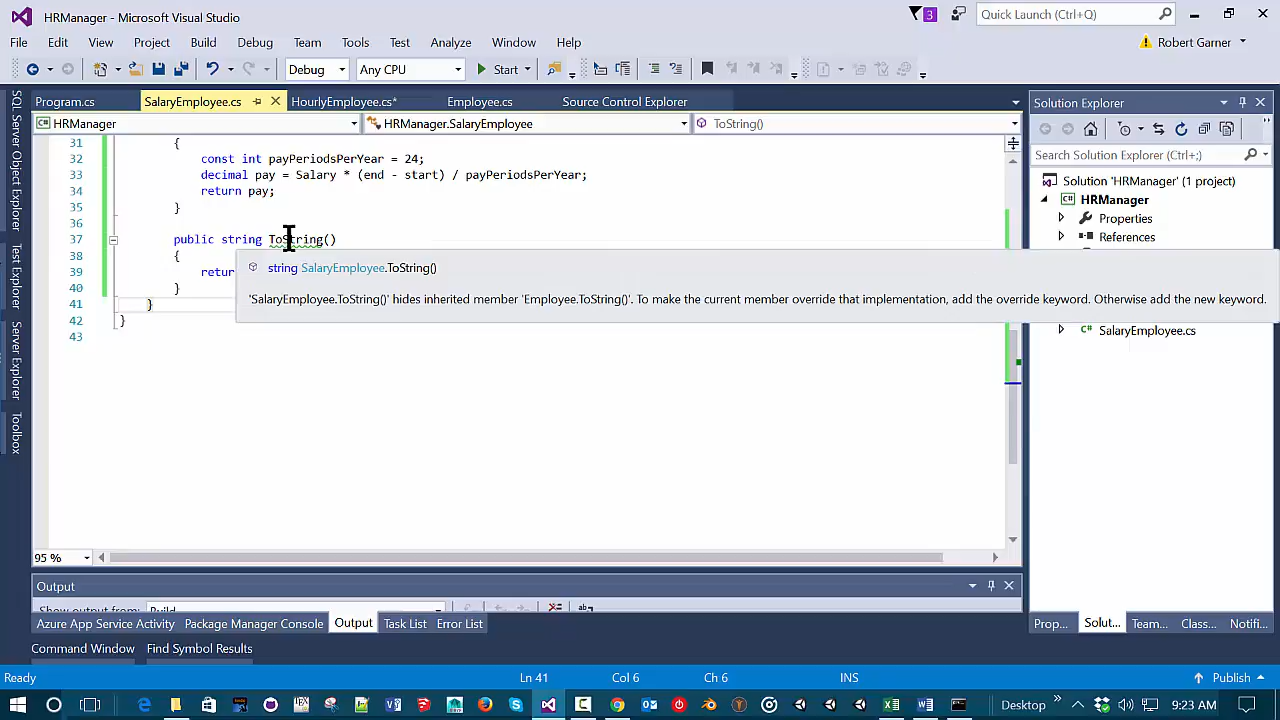 HRManager - Microsoft Visual Studio
3
Quick Launch (Ctrl+Q)
File Edit View Project Build Debug Team Tools Test Analyze Window Help
Robert Garner
Debug Any CPU Start
Program.cs SalaryEmployee.cs HourlyEmployee.cs* Employee.cs Source Control Explorer
HRManager HRManager.SalaryEmployee ToString()
SQL Server Object Explorer
Test Explorer
Server Explorer
Toolbox
31 {
32 const int payPeriodsPerYear = 24;
33 decimal pay = Salary * (end - start) / payPeriodsPerYear;
34 return pay;
35 }
36
37 public string ToString()
38 {
39 retur
40 }
41 }
42 }
43
string SalaryEmployee.ToString()
'SalaryEmployee.ToString()' hides inherited member 'Employee.ToString()'. To make the current member override that implementation, add the override keyword. Otherwise add the new keyword.
95 %
Solution Explorer
Search Solution Explorer (Ctrl+;)
Solution 'HRManager' (1 project)
HRManager
Properties
References
SalaryEmployee.cs
Output
Show output from: Build
Azure App Service Activity Package Manager Console Output Task List Error List
Prop... Solut... Team... Class... Notifi...
Command Window Find Symbol Results
Ready Ln 41 Col 6 Ch 6 INS Publish
Desktop 9:23 AM